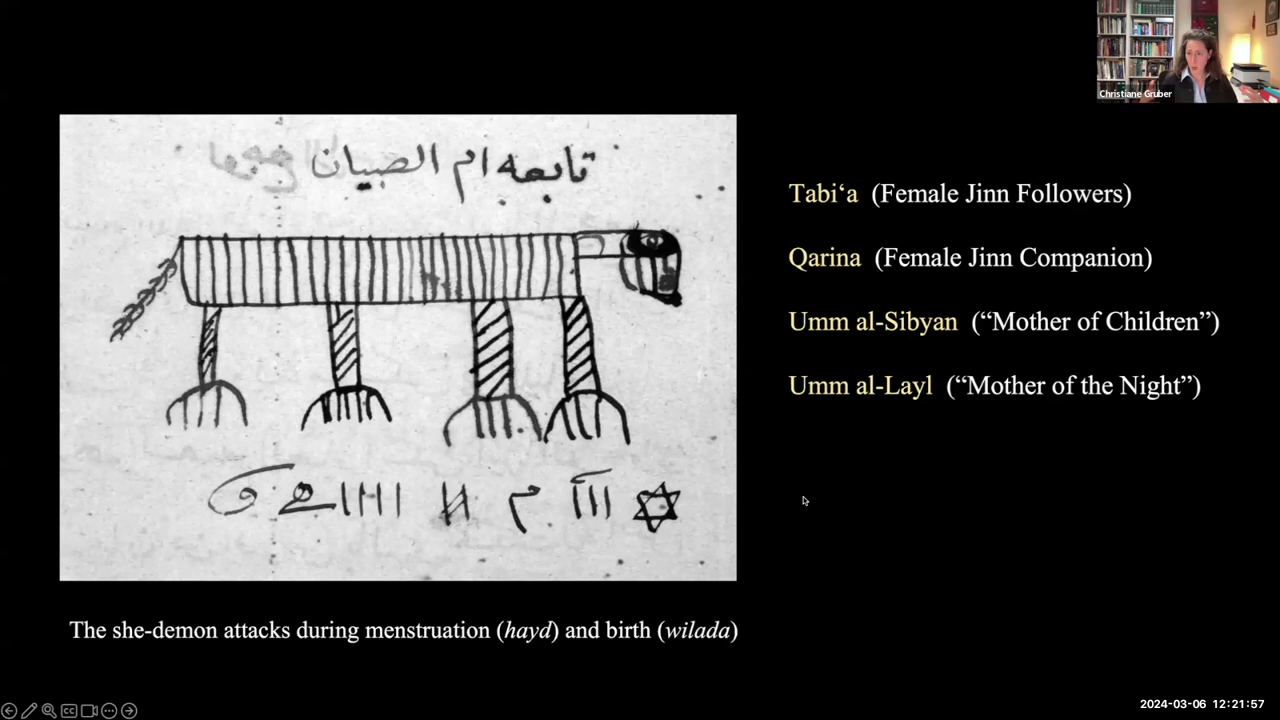 Christiane Gruber
تابعه ام الصبيان
Tabi‘a (Female Jinn Followers)
Qarina (Female Jinn Companion)
Umm al-Sibyan (“Mother of Children”)
Umm al-Layl (“Mother of the Night”)
The she-demon attacks during menstruation (hayd) and birth (wilada)
2024-03-06 12:21:57